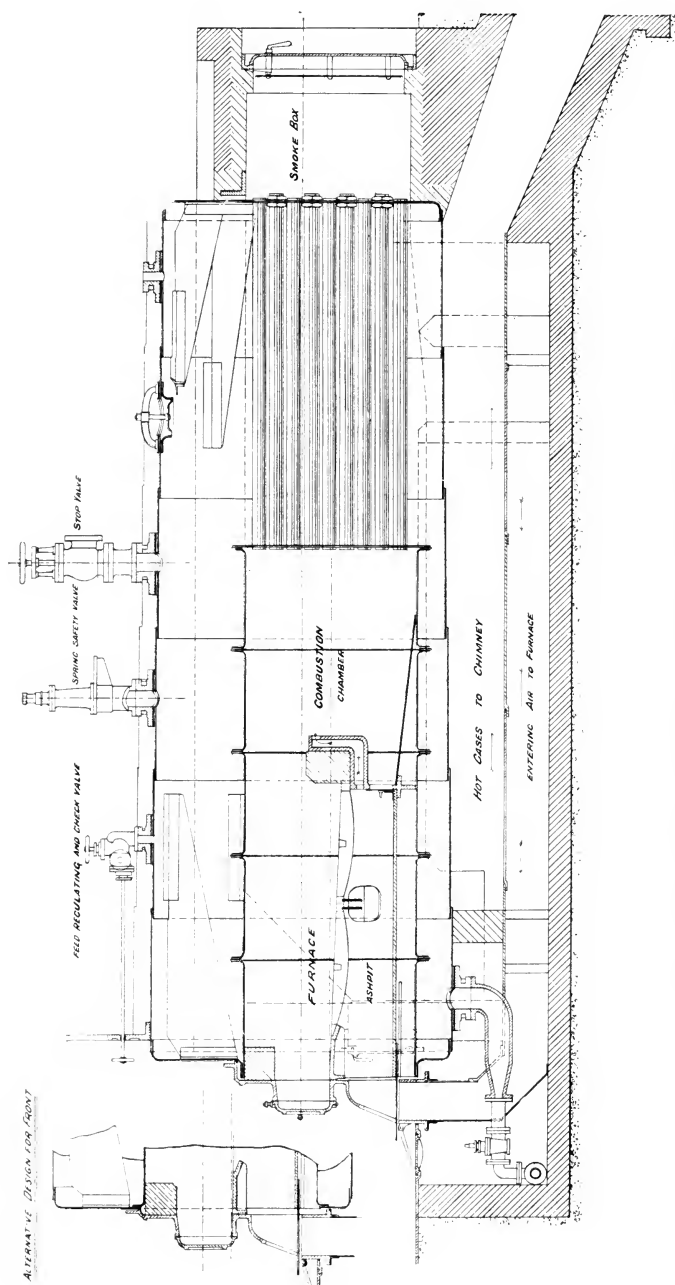 ALTERNATIVE DESIGN FOR FRONT
FEED REGULATING AND CHECK VALVE
SPRING SAFETY VALVE
STOP VALVE
FURNACE
ASHPIT
COMBUSTION
CHAMBER
SMOKE BOX
HOT GASES TO CHIMNEY
ENTERING AIR TO FURNACE